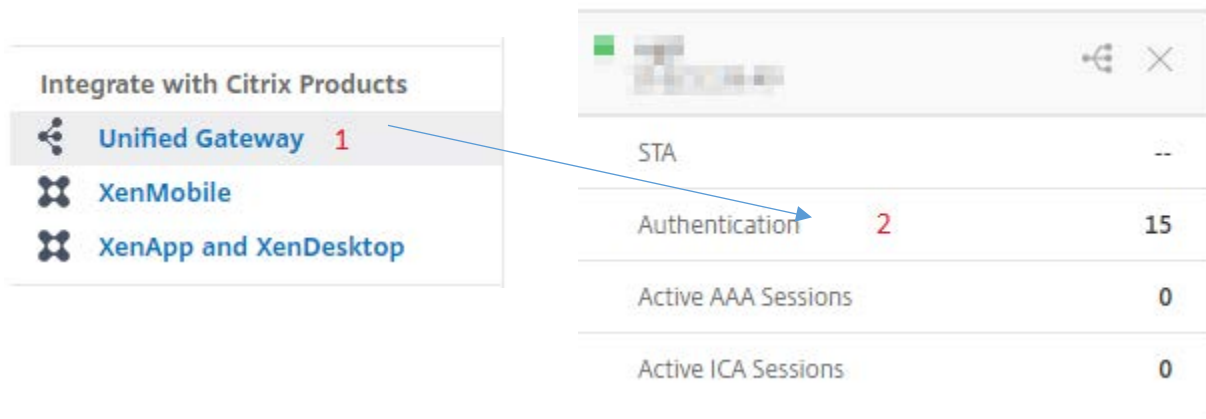 Integrate with Citrix Products
Unified Gateway 1
XenMobile
XenApp and XenDesktop
STA --
Authentication 2 15
Active AAA Sessions 0
Active ICA Sessions 0